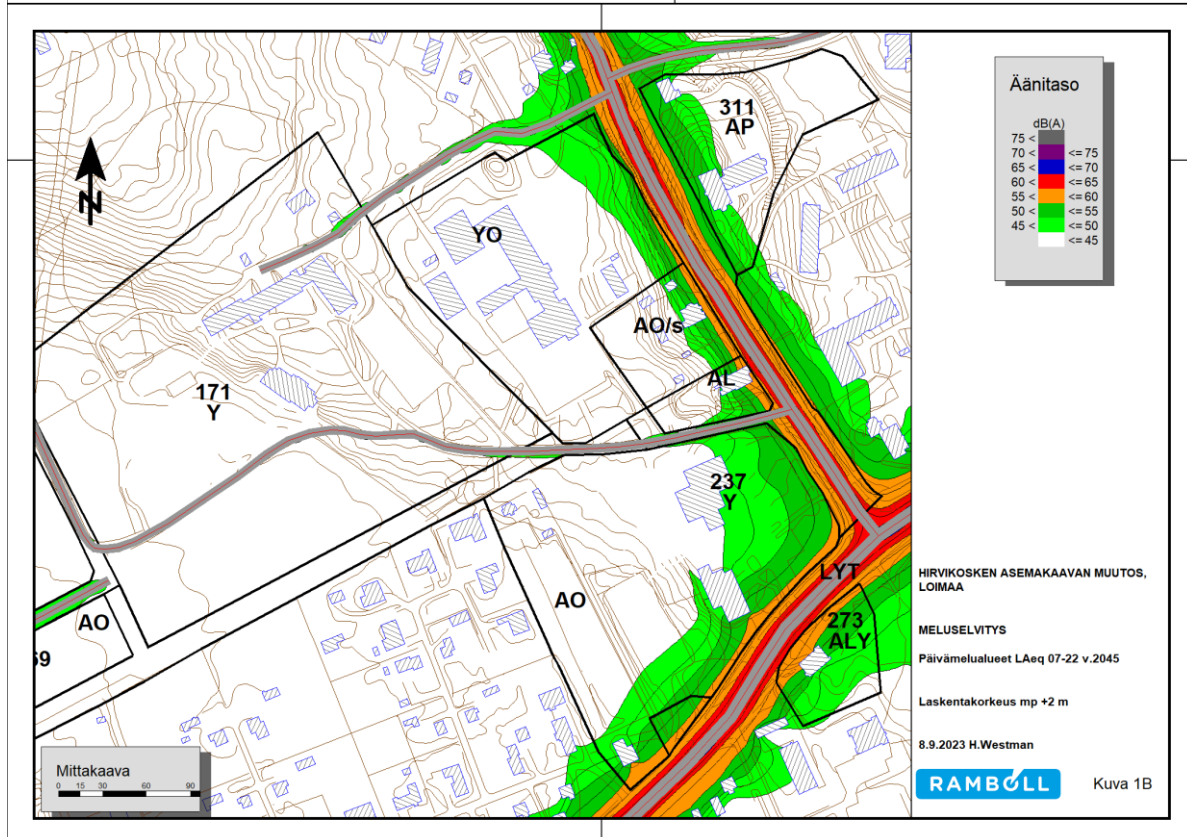 311
AP
YO
AO/s
AL
171
Y
237
Y
LYT
AO
273
ALY
AO
69
N
Mittakaava
0 15 30 60 90
Äänitaso
dB(A)
75 <
70 < <= 75
65 < <= 70
60 < <= 65
55 < <= 60
50 < <= 55
45 < <= 50
<= 45
HIRVIKOSKEN ASEMAKAAVAN MUUTOS,
LOIMAA
MELUSELVITYS
Päivämelualueet LAeq 07-22 v.2045
Laskentakorkeus mp +2 m
8.9.2023 H.Westman
RAMBOLL
Kuva 1B